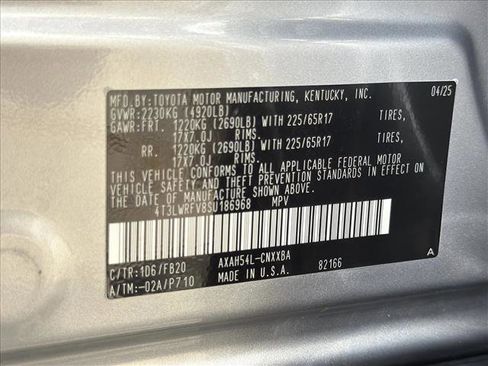 MFD.BY:TOYOTA MOTOR MANUFACTURING, KENTUCKY, INC. 04/25
GVWR:2230KG (4920LB)
GAWR:FRT. 1220KG (2690LB) WITH 225/65R17 TIRES,
17X7.0J RIMS.
RR. 1220KG (2690LB) WITH 225/65R17 TIRES,
17X7.0J RIMS.
THIS VEHICLE CONFORMS TO ALL APPLICABLE FEDERAL MOTOR
VEHICLE SAFETY AND THEFT PREVENTION STANDARDS IN EFFECT
ON THE DATE OF MANUFACTURE SHOWN ABOVE.
4T3LWRFV8SU186968 MPV
C/TR:1D6/FB20 AXAH54L-CNXXBA A
A/TM:-02A/P710 U.S.A. 82166